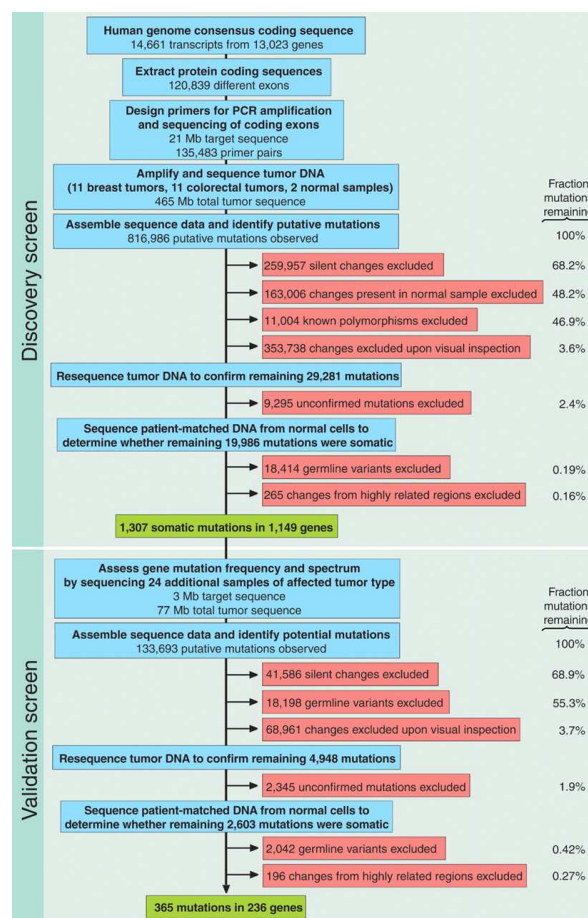 Discovery screen
Human genome consensus coding sequence
14,661 transcripts from 13,023 genes
Extract protein coding sequences
120,839 different exons
Design primers for PCR amplification
and sequencing of coding exons
21 Mb target sequence
135,483 primer pairs
Amplify and sequence tumor DNA
(11 breast tumors, 11 colorectal tumors, 2 normal samples)
465 Mb total tumor sequence
Fraction
mutation
remaining
Assemble sequence data and identify putative mutations
816,986 putative mutations observed
100%
259,957 silent changes excluded
68.2%
163,006 changes present in normal sample excluded
48.2%
11,004 known polymorphisms excluded
46.9%
353,738 changes excluded upon visual inspection
3.6%
Resequence tumor DNA to confirm remaining 29,281 mutations
9,295 unconfirmed mutations excluded
2.4%
Sequence patient-matched DNA from normal cells to
determine whether remaining 19,986 mutations were somatic
18,414 germline variants excluded
0.19%
265 changes from highly related regions excluded
0.16%
1,307 somatic mutations in 1,149 genes
Validation screen
Assess gene mutation frequency and spectrum
by sequencing 24 additional samples of affected tumor type
3 Mb target sequence
77 Mb total tumor sequence
Fraction
mutation
remaining
Assemble sequence data and identify potential mutations
133,693 putative mutations observed
100%
41,586 silent changes excluded
68.9%
18,198 germline variants excluded
55.3%
68,961 changes excluded upon visual inspection
3.7%
Resequence tumor DNA to confirm remaining 4,948 mutations
2,345 unconfirmed mutations excluded
1.9%
Sequence patient-matched DNA from normal cells to
determine whether remaining 2,603 mutations were somatic
2,042 germline variants excluded
0.42%
196 changes from highly related regions excluded
0.27%
365 mutations in 236 genes